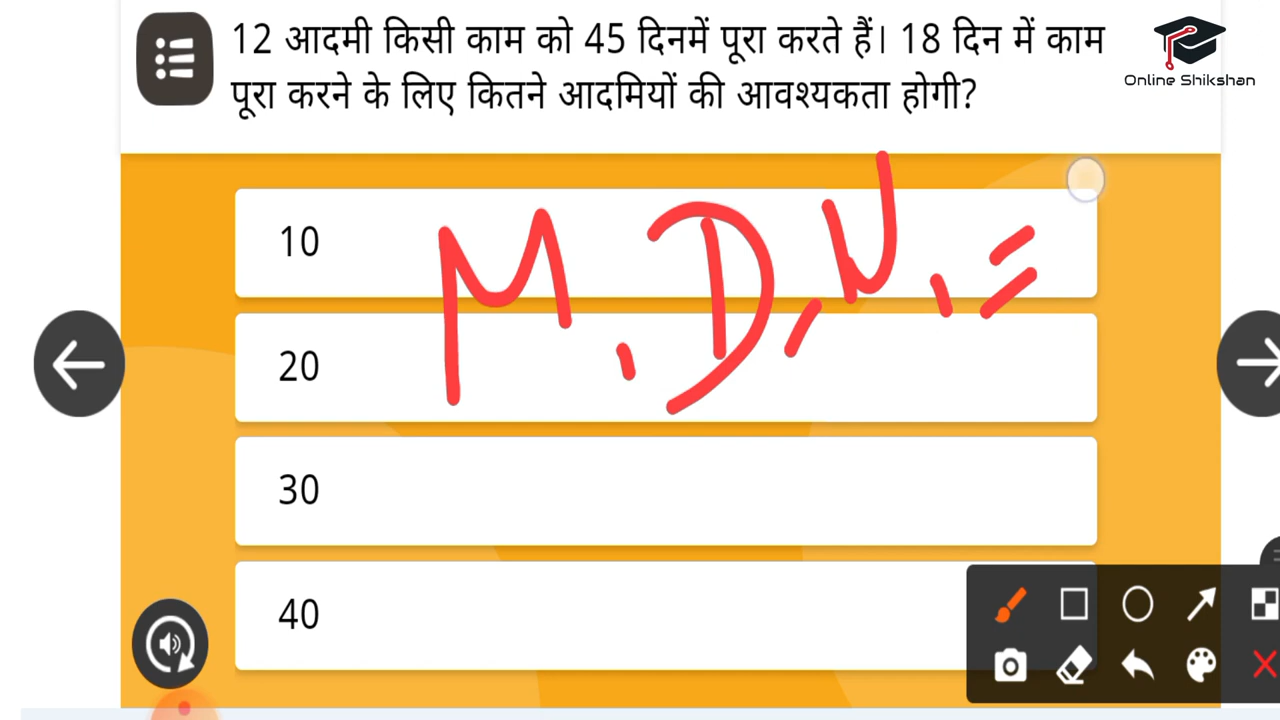 12 आदमी किसी काम को 45 दिनमें पूरा करते हैं। 18 दिन में काम
पूरा करने के लिए कितने आदमियों की आवश्यकता होगी?
Online Shikshan
10
M . D . N . =
20
30
40